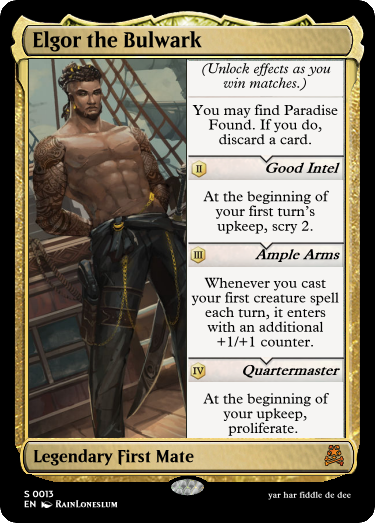 Elgor the Bulwark
(Unlock effects as you
win matches.)
You may find Paradise
Found. If you do,
discard a card.
II
Good Intel
At the beginning of
your first turn's
upkeep, scry 2.
III
Ample Arms
Whenever you cast
your first creature spell
each turn, it enters
with an additional
+1/+1 counter.
IV
Quartermaster
At the beginning of
your upkeep,
proliferate.
Legendary First Mate
S 0013
EN RainLoneslum
yar har fiddle de dee